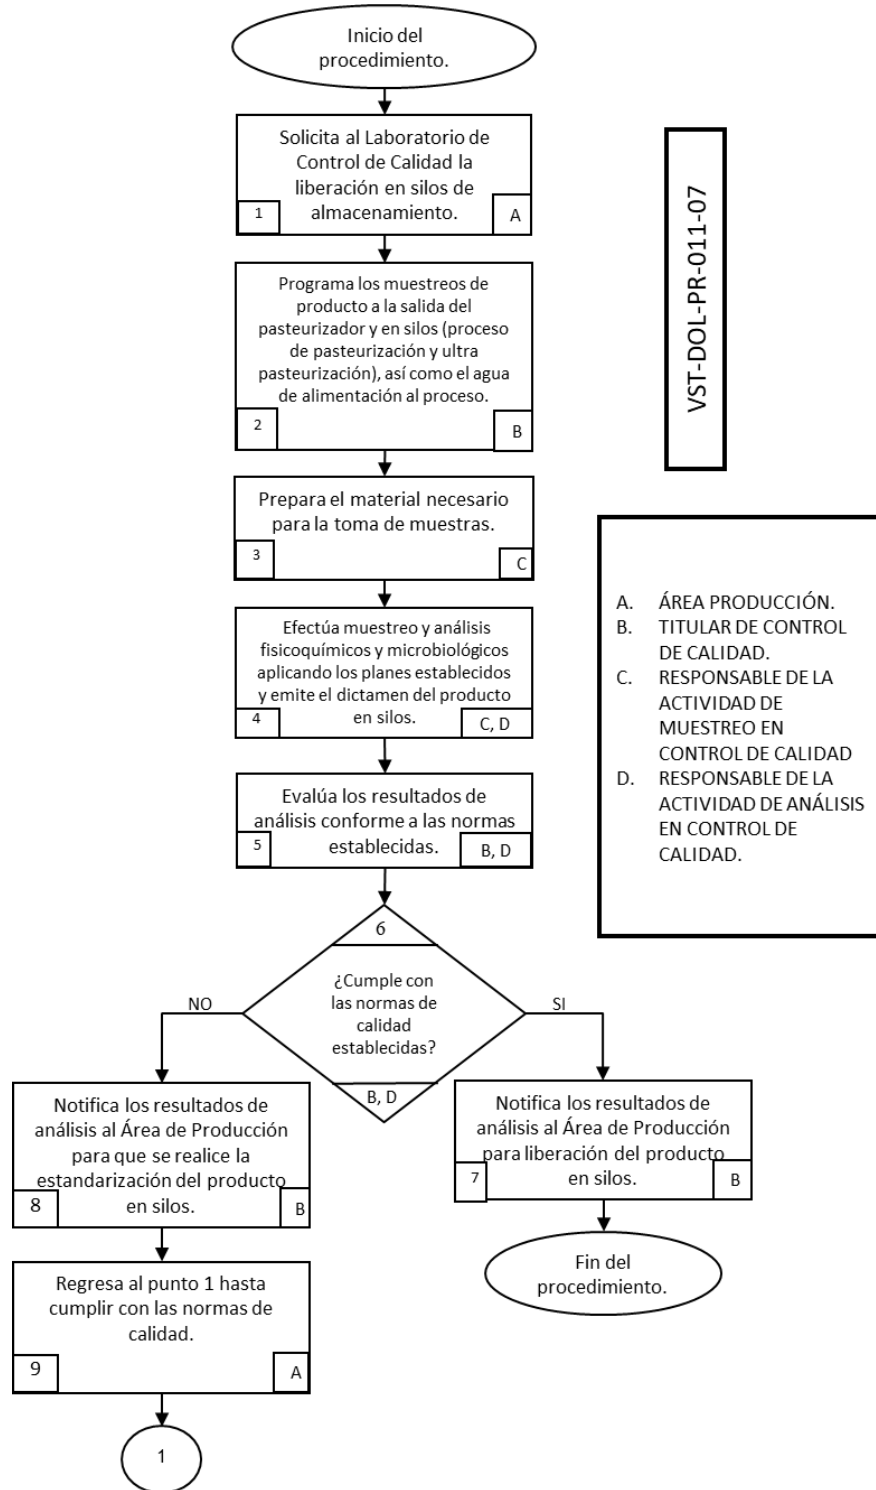 Inicio del
procedimiento.
Solicita al Laboratorio de
Control de Calidad la
liberación en silos de
almacenamiento.
1
A
VST-DOL-PR-011-07
Programa los muestreos de
producto a la salida del
pasteurizador y en silos (proceso
de pasteurización y ultra
pasteurización), así como el agua
de alimentación al proceso.
2
B
Prepara el material necesario
para la toma de muestras.
3
C
Efectúa muestreo y análisis
fisicoquímicos y microbiológicos
aplicando los planes establecidos
y emite el dictamen del producto
en silos.
4
C, D
A. ÁREA PRODUCCIÓN.
B. TITULAR DE CONTROL
DE CALIDAD.
C. RESPONSABLE DE LA
ACTIVIDAD DE
MUESTREO EN
CONTROL DE CALIDAD
D. RESPONSABLE DE LA
ACTIVIDAD DE ANÁLISIS
EN CONTROL DE
CALIDAD.
Evalúa los resultados de
análisis conforme a las normas
establecidas.
5
B, D
6
¿Cumple con
las normas de
calidad
establecidas?
B, D
NO
SI
Notifica los resultados de
análisis al Área de Producción
para que se realice la
estandarización del producto
en silos.
8
B
Notifica los resultados de
análisis al Área de Producción
para liberación del producto
en silos.
7
B
Regresa al punto 1 hasta
cumplir con las normas de
calidad.
9
A
Fin del
procedimiento.
1